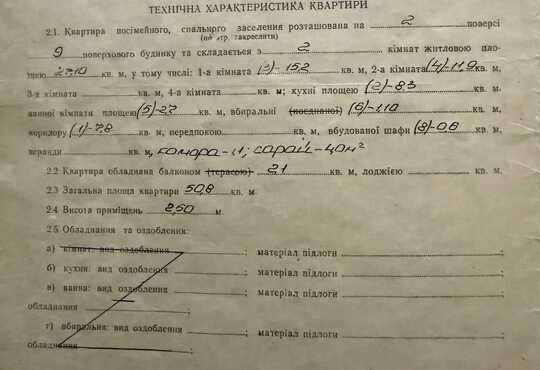 ТЕХНІЧНА ХАРАКТЕРИСТИКА КВАРТИРИ
2.1. Квартира посімейного, спального заселення розташована на 2 поверсі
(не потр. закреслити)
9 поверхового будинку та складається з 2 кімнат житловою пло-
щею 27,10 кв. м, у тому числі: 1-а кімната (3)-15,2 кв. м, 2-а кімната (4)-11,9 кв. м,
3-я кімната кв. м, 4-а кімната кв. м; кухні площею (2)-8,3 кв. м,
ванної кімнати площею (5)-2,7 кв. м, вбиральні (поєднаної) (6)-1,10 кв. м,
коридору (1)-7,8 кв. м, передпокою кв. м, вбудованої шафи (8)-0,6 кв. м,
веранди кв. м, комора-1,1; сарай-4,0м²
2.2 Квартира обладнана балконом (терасою) 2,1 кв. м, лоджією кв. м.
2.3 Загальна площа квартири 50,8 кв. м
2.4 Висота приміщень 2,50 м
2.5 Обладнання та оздоблення:
а) кімнат: вид оздоблення ; матеріал підлоги ;
б) кухня: вид оздоблення ; матеріал підлоги ;
в) ванна: вид оздоблення ; матеріал підлоги
обладнання ;
г) вбиральня: вид оздоблення ; матеріал підлоги
обладнання ;